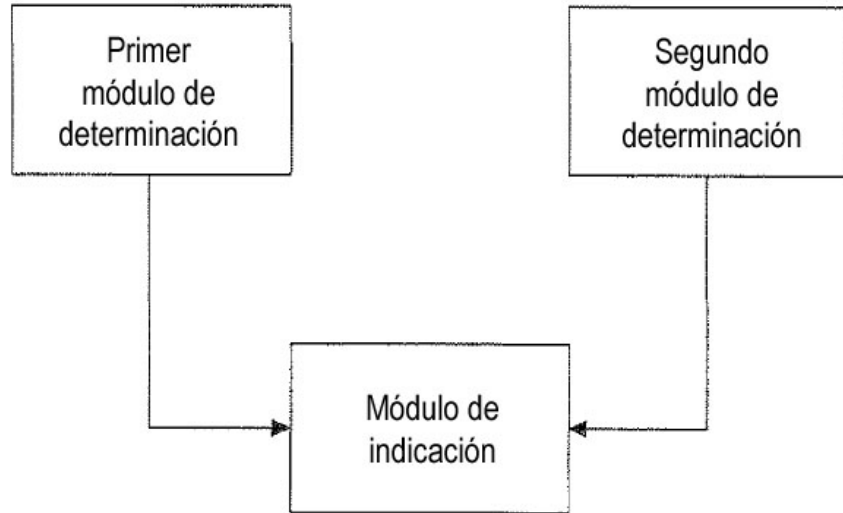 Primer
módulo de
determinación
Segundo
módulo de
determinación
Módulo de
indicación